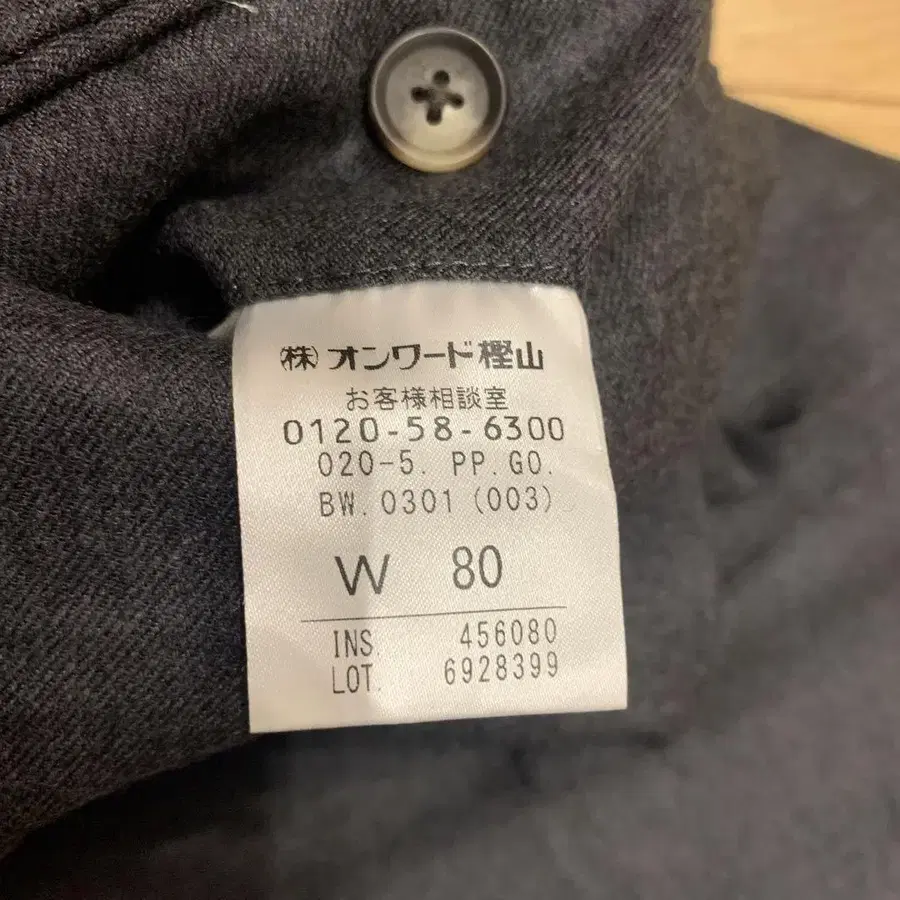 ㈱オンワード樫山
お客様相談室
0120-58-6300
020-5. PP.GO.
BW.0301(003)
W 80
INS. 456080
LOT. 6928399